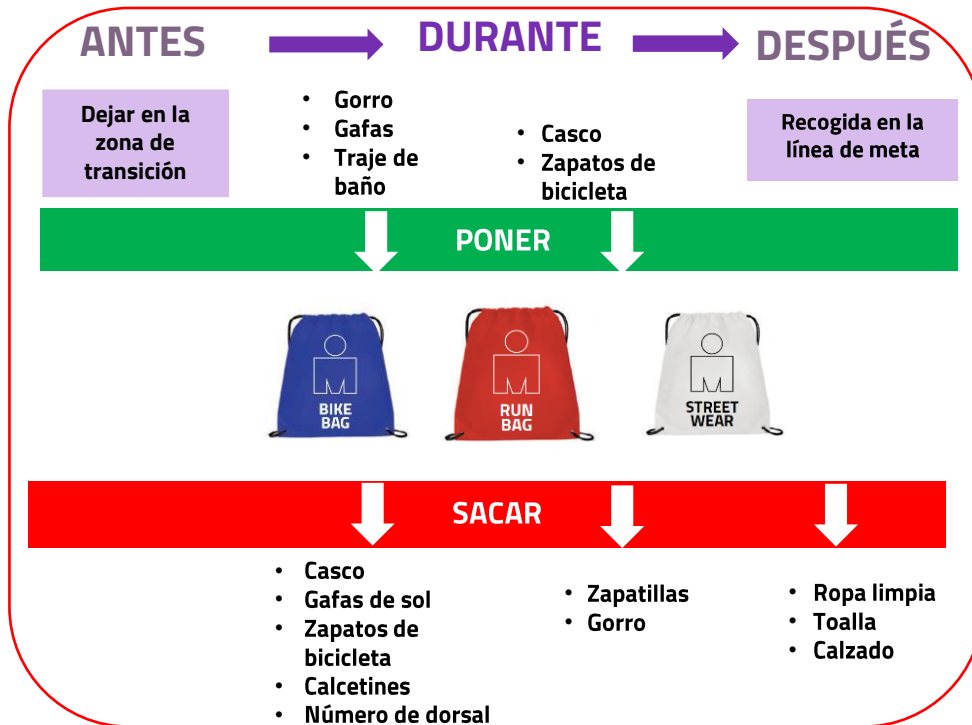 ANTES
DURANTE
DESPUÉS
Dejar en la
zona de
transición
• Gorro
• Gafas
• Traje de
baño
• Casco
• Zapatos de
bicicleta
Recogida en la
línea de meta
PONER
BIKE
BAG
RUN
BAG
STREET
WEAR
SACAR
• Casco
• Gafas de sol
• Zapatos de
bicicleta
• Calcetines
• Número de dorsal
• Zapatillas
• Gorro
• Ropa limpia
• Toalla
• Calzado